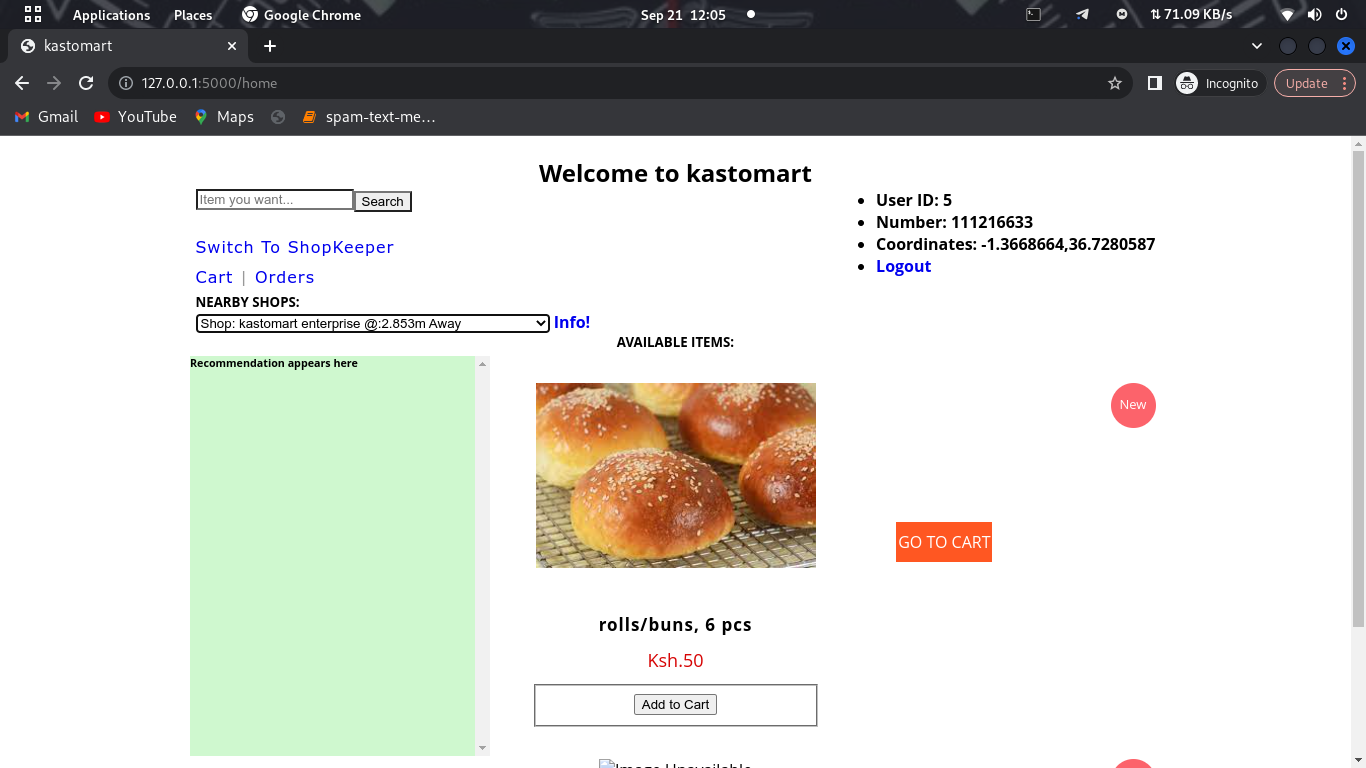 Applications Places Google Chrome Sep 21 12:05 71.09 KB/s
kastomart
127.0.0.1:5000/home Incognito Update
Gmail YouTube Maps spam-text-me...
Welcome to kastomart
Item you want... Search
User ID: 5
Number: 111216633
Switch To ShopKeeper
Coordinates: -1.3668664,36.7280587
Logout
Cart | Orders
NEARBY SHOPS:
Shop: kastomart enterprise @:2.853m Away Info!
AVAILABLE ITEMS:
Recommendation appears here
New
GO TO CART
rolls/buns, 6 pcs
Ksh.50
Add to Cart
Image Unavailable